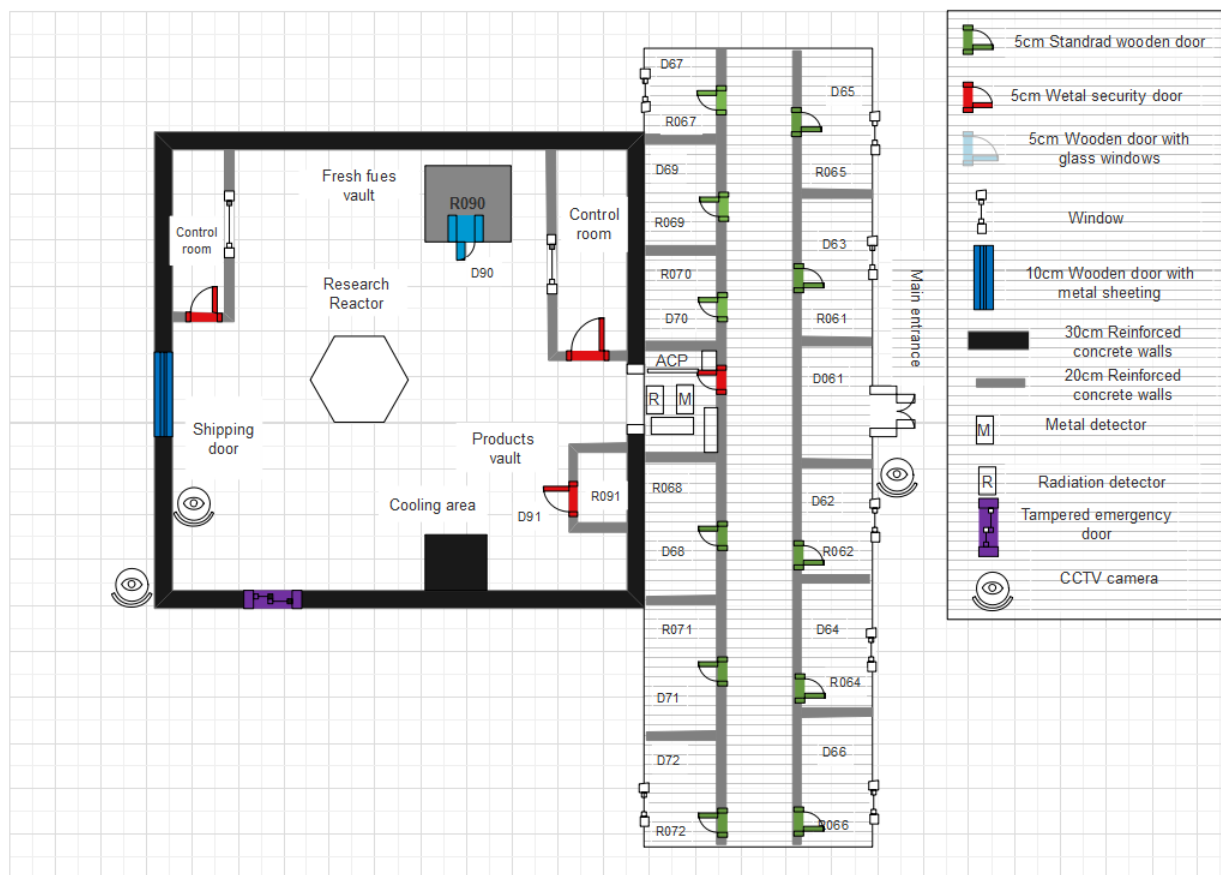 D67
R067
D65
R065
D69
R069
R070
D70
D63
R061
D061
Main entrance
ACP
R
M
R068
D68
D62
R062
R071
D71
D64
R064
D72
R072
D66
R066
Fresh fues
vault
R090
D90
Control
room
Control
room
Research
Reactor
Shipping
door
Products
vault
R091
D91
Cooling area
5cm Standrad wooden door
5cm Wetal security door
5cm Wooden door with
glass windows
Window
10cm Wooden door with
metal sheeting
30cm Reinforced
concrete walls
20cm Reinforced
concrete walls
M
Metal detector
R
Radiation detector
Tampered emergency
door
CCTV camera